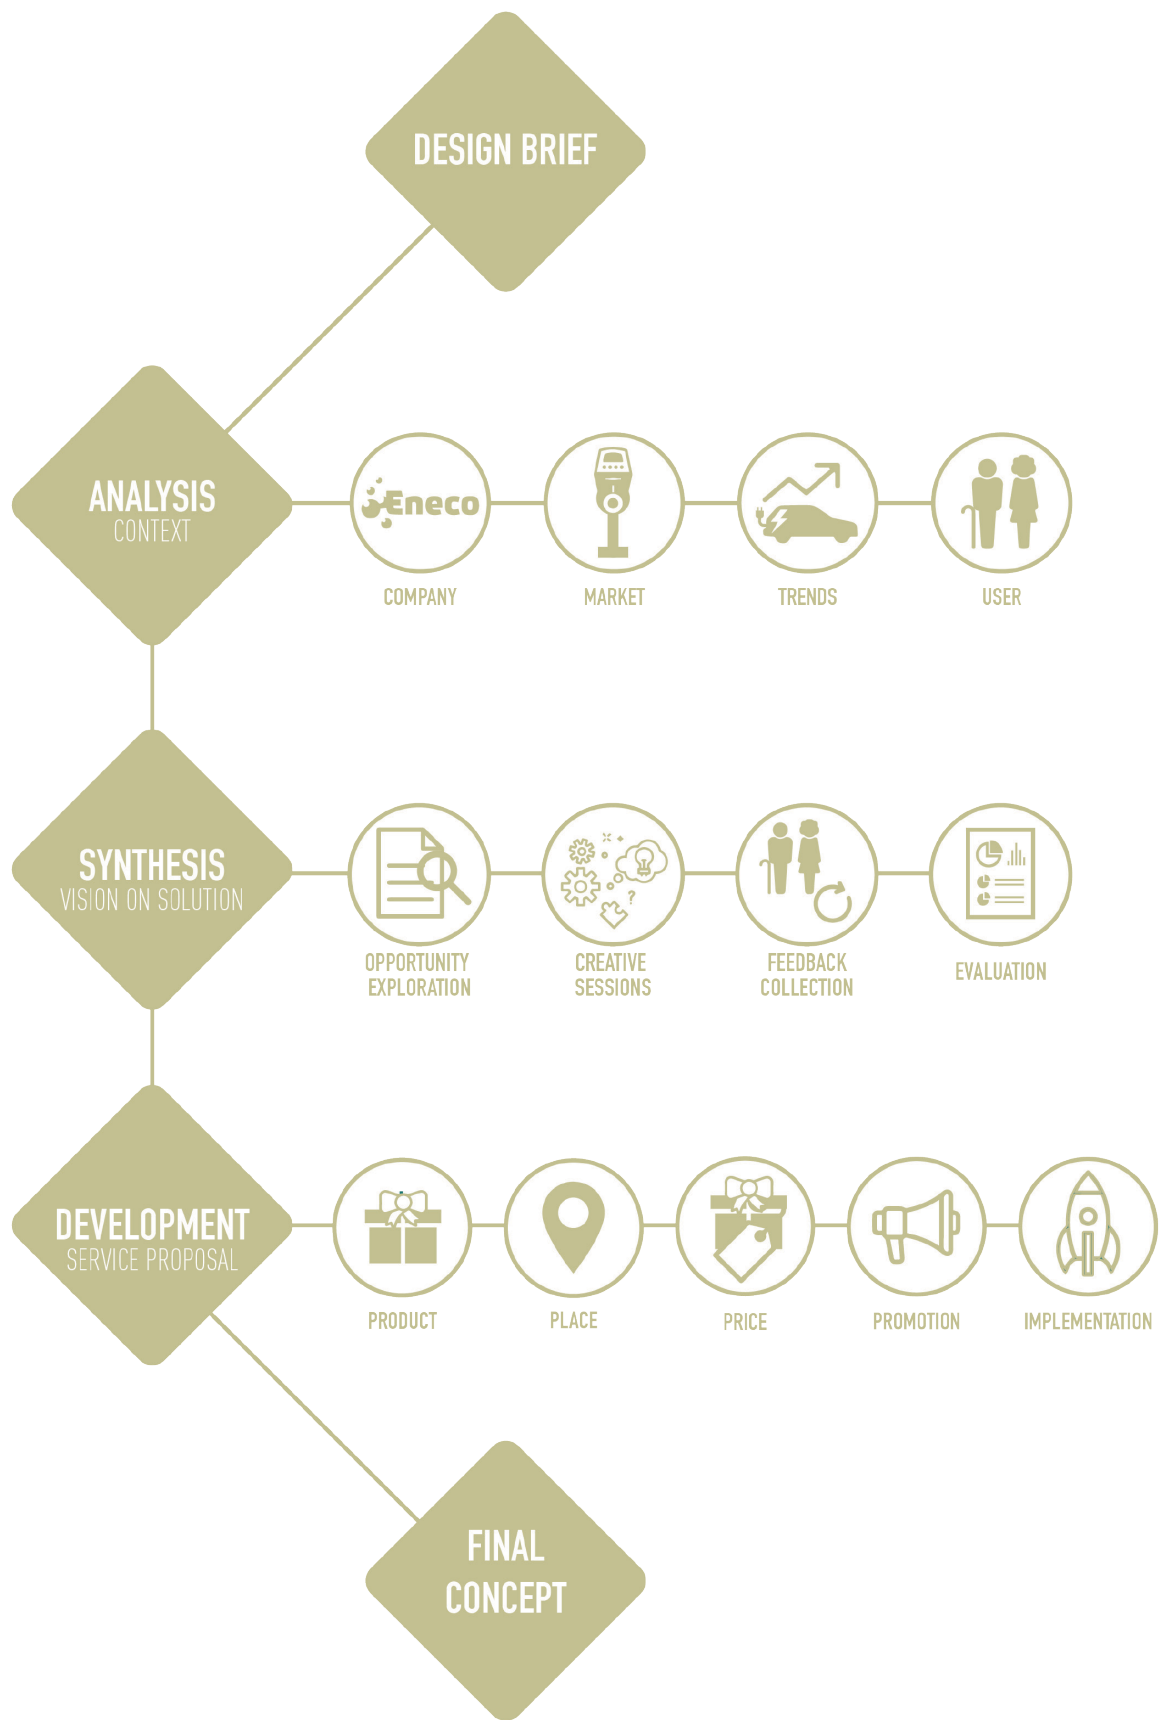 DESIGN BRIEF
ANALYSIS
CONTEXT
Eneco
COMPANY
MARKET
TRENDS
USER
SYNTHESIS
VISION ON SOLUTION
?
OPPORTUNITY
EXPLORATION
CREATIVE
SESSIONS
FEEDBACK
COLLECTION
EVALUATION
DEVELOPMENT
SERVICE PROPOSAL
PRODUCT
PLACE
PRICE
PROMOTION
IMPLEMENTATION
FINAL
CONCEPT